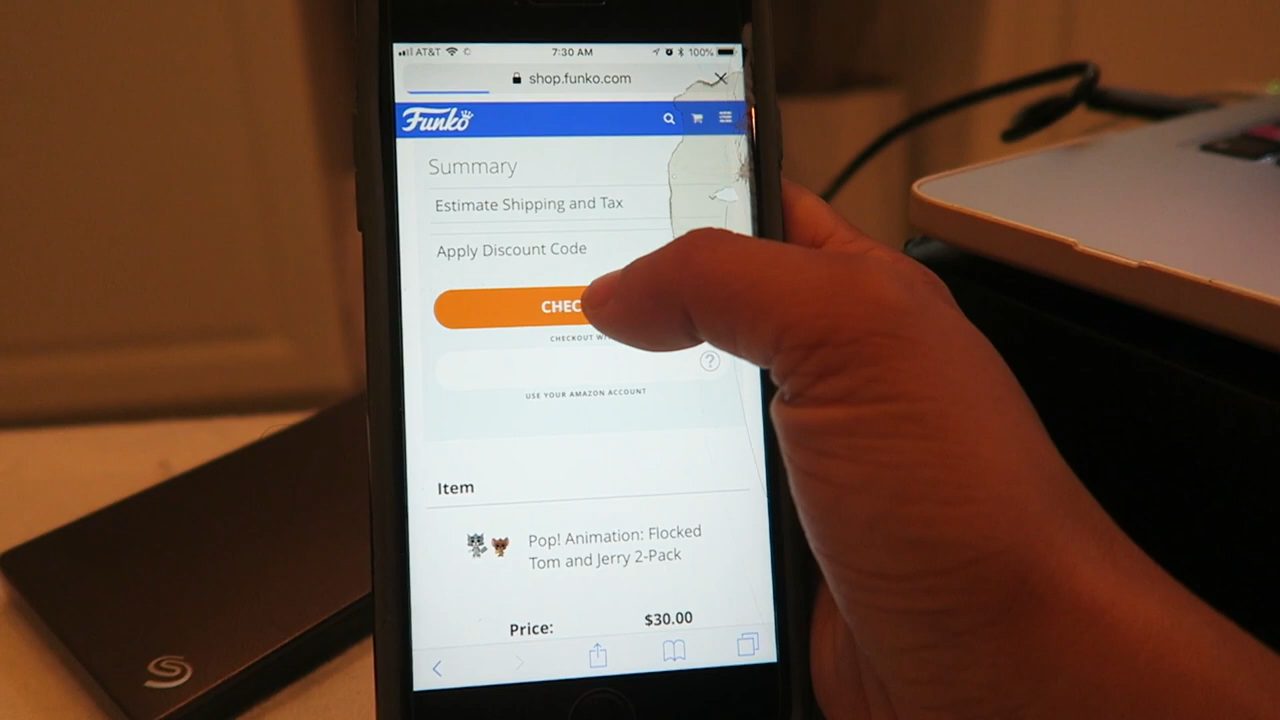 AT&T 7:30 AM 100%
shop.funko.com
Funko
Summary
Estimate Shipping and Tax
Apply Discount Code
CHEC
CHECKOUT
USE YOUR AMAZON ACCOUNT
?
Item
Pop! Animation: Flocked
Tom and Jerry 2-Pack
Price: $30.00